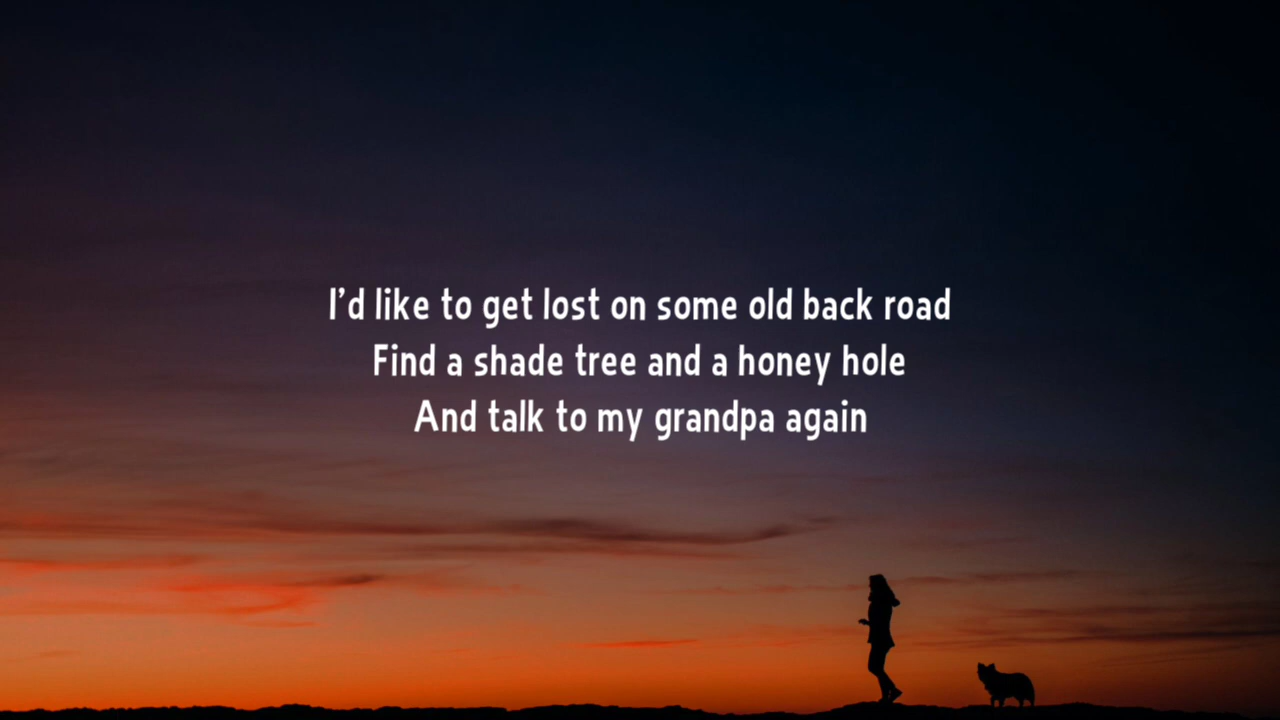 I'd like to get lost on some old back road
Find a shade tree and a honey hole
And talk to my grandpa again